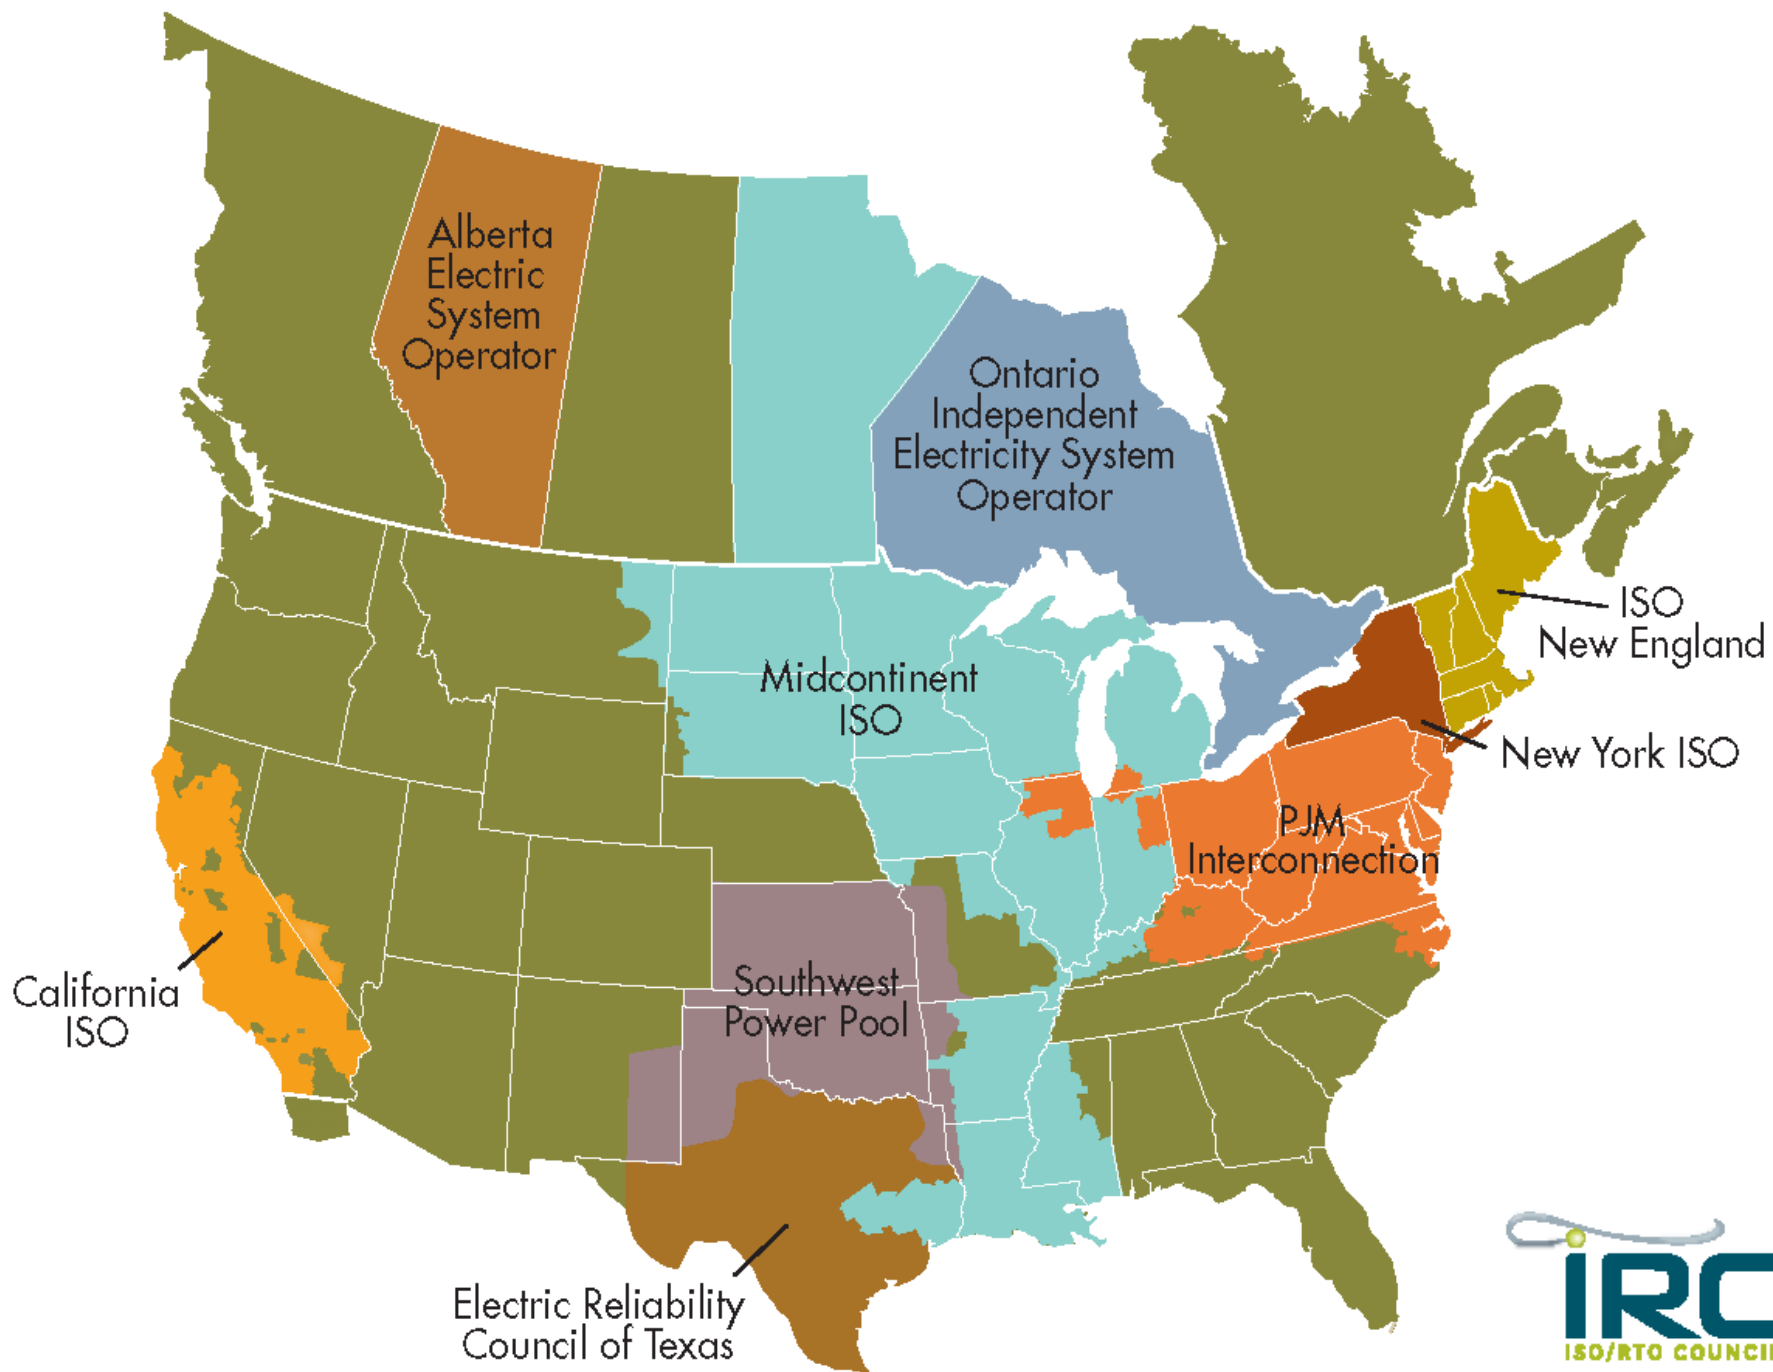 Alberta
Electric
System
Operator
Ontario
Independent
Electricity System
Operator
ISO
New England
Midcontinent
ISO
New York ISO
PJM
Interconnection
California
ISO
Southwest
Power Pool
Electric Reliability
Council of Texas
IRC
ISO/RTO COUNCIL